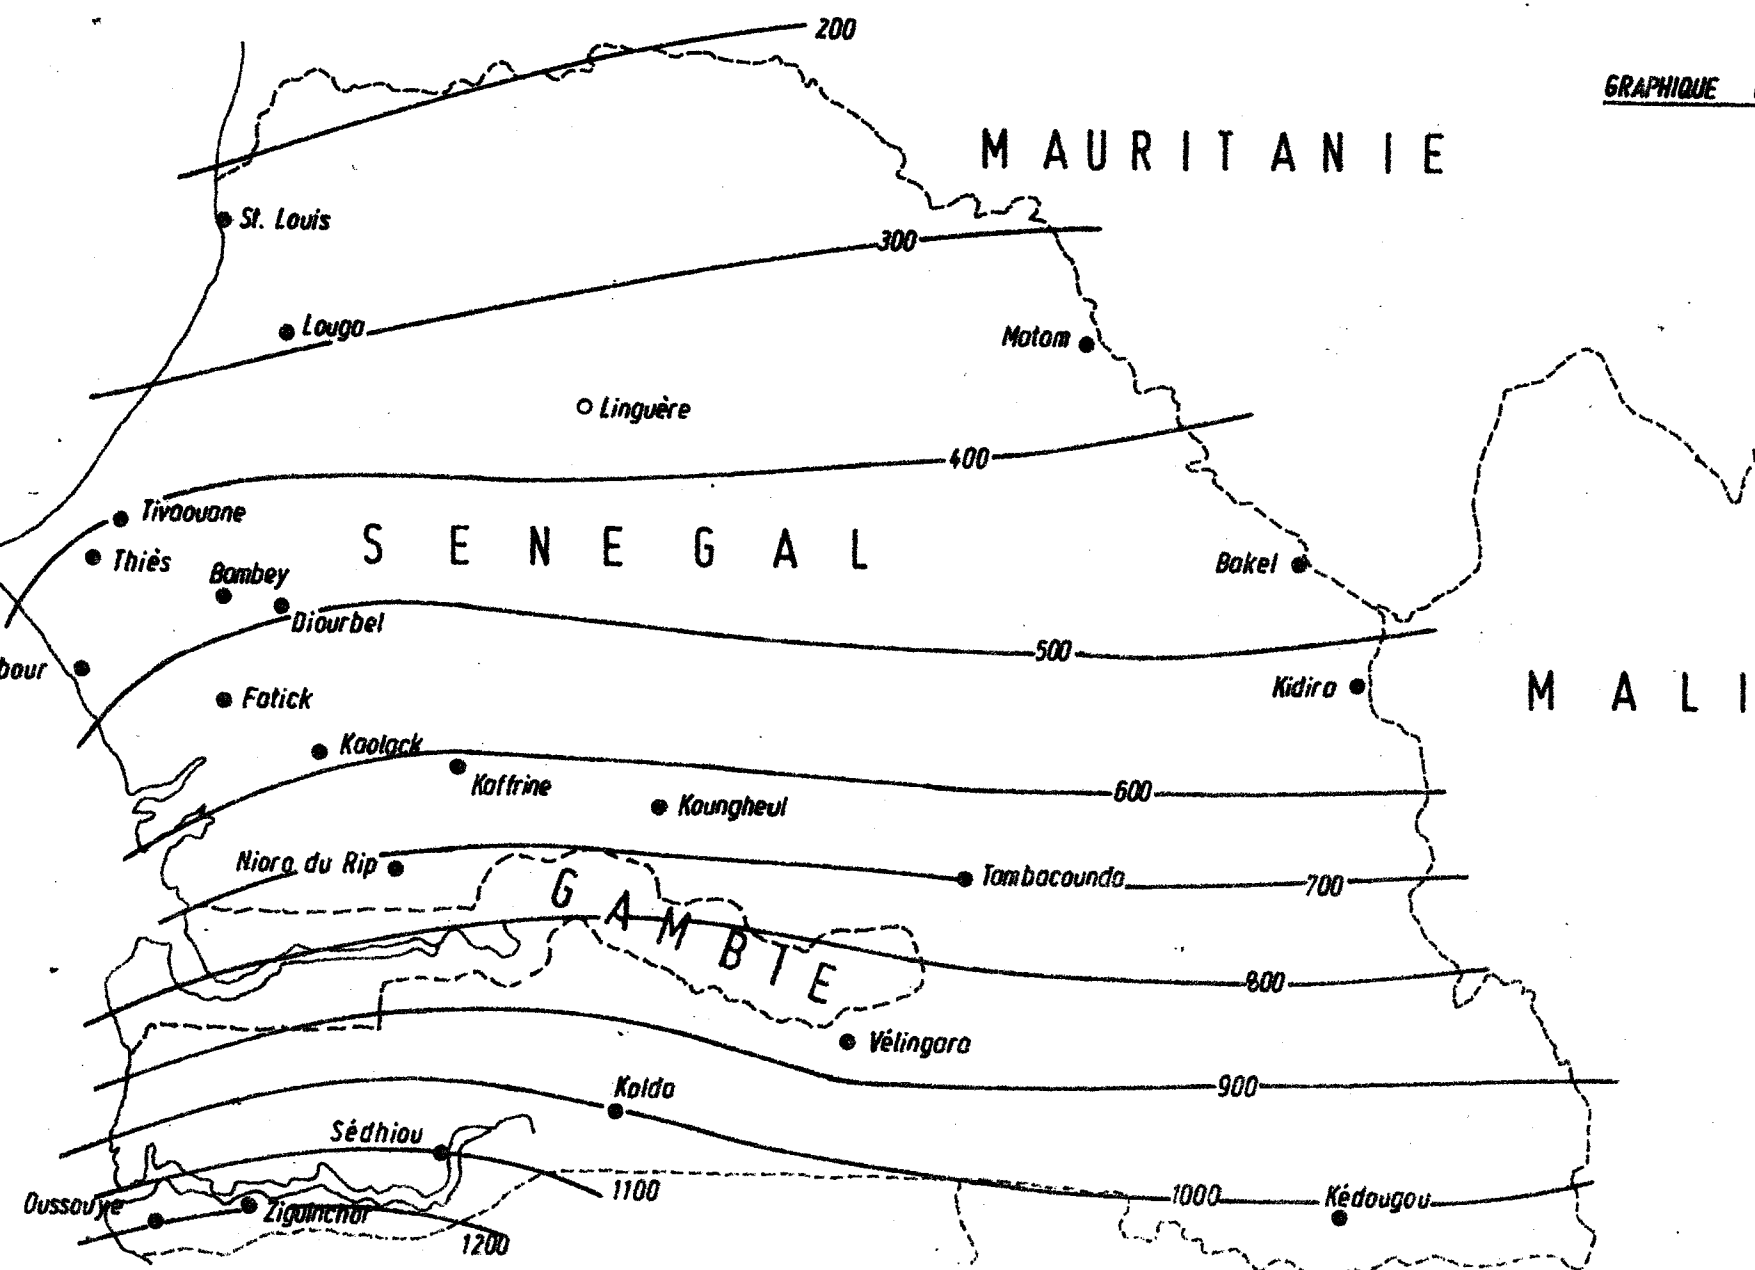 200
GRAPHIQUE
MAURITANIE
St. Louis
300
Louga
Matam
Linguère
400
Tivaouane
SENEGAL
Thiès
Bambey
Bakel
Diourbel
500
bour
Kidira
MALI
Fatick
Kaolack
Kaffrine
600
Koungheul
Nioro du Rip
Tambacounda
700
GAMBIE
800
Vélingara
900
Kolda
Sédhiou
1100
1000
Kédougou
Oussouye
Ziguinchor
1200